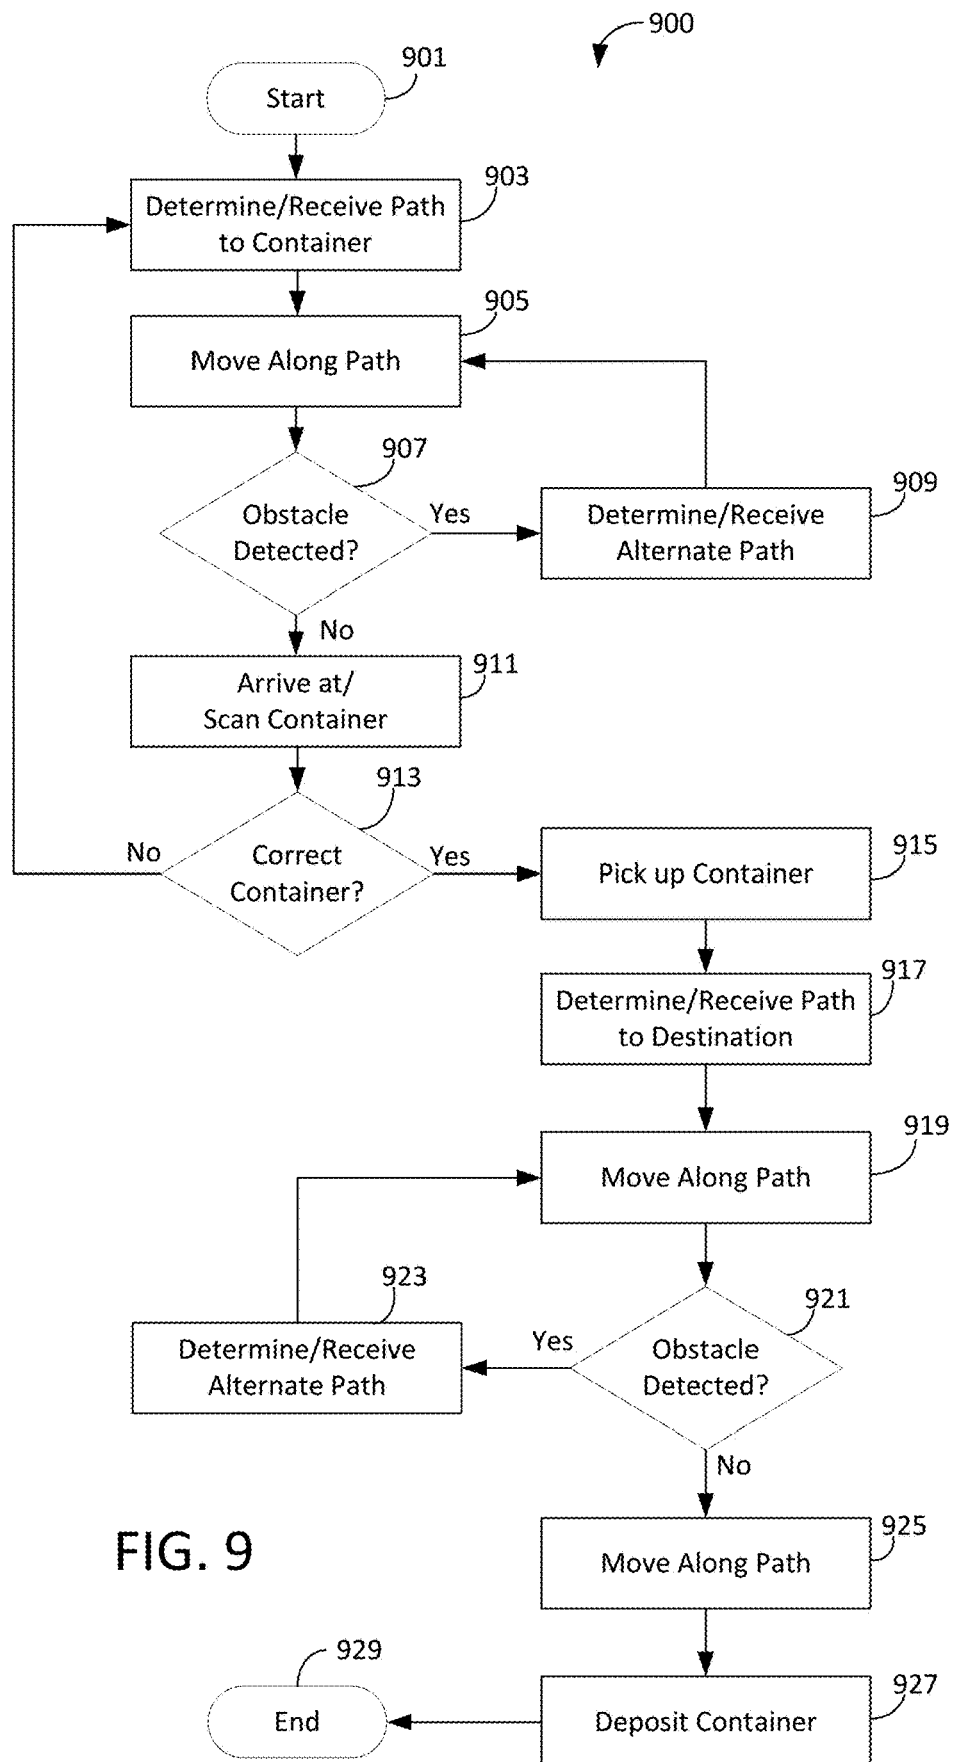 900
901
Start
903
Determine/Receive Path
to Container
905
Move Along Path
907
Obstacle
Detected?
Yes
909
Determine/Receive
Alternate Path
No
911
Arrive at/
Scan Container
913
No
Correct
Container?
Yes
915
Pick up Container
917
Determine/Receive Path
to Destination
919
Move Along Path
923
Determine/Receive
Alternate Path
921
Yes
Obstacle
Detected?
No
FIG. 9
925
Move Along Path
929
End
927
Deposit Container